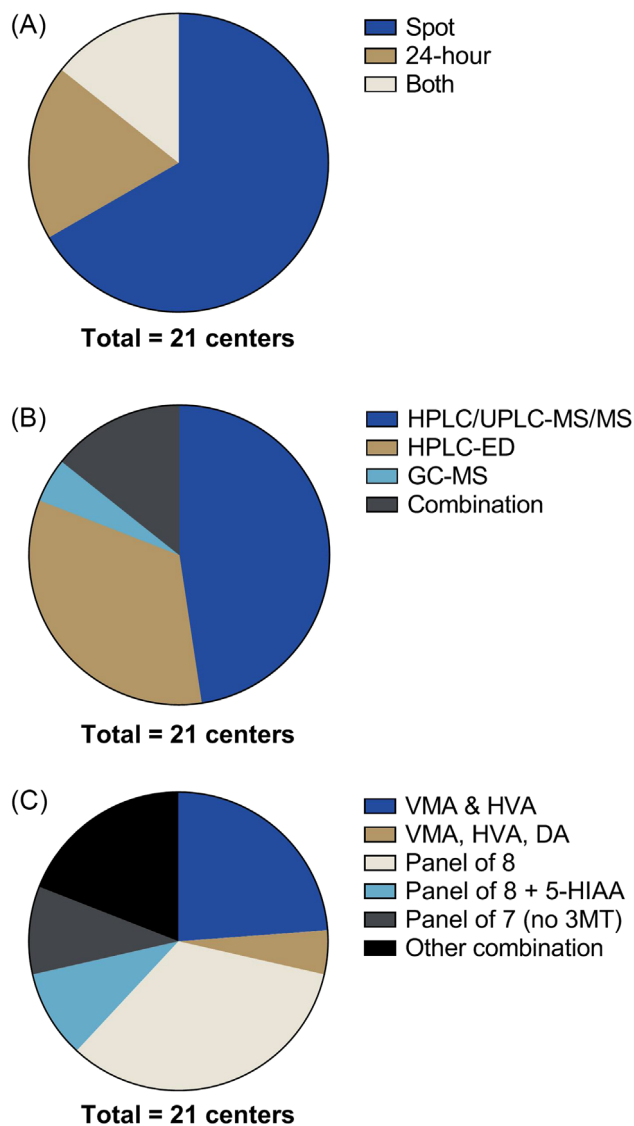 (A)
Spot
24-hour
Both
Total = 21 centers
(B)
HPLC/UPLC-MS/MS
HPLC-ED
GC-MS
Combination
Total = 21 centers
(C)
VMA & HVA
VMA, HVA, DA
Panel of 8
Panel of 8 + 5-HIAA
Panel of 7 (no 3MT)
Other combination
Total = 21 centers